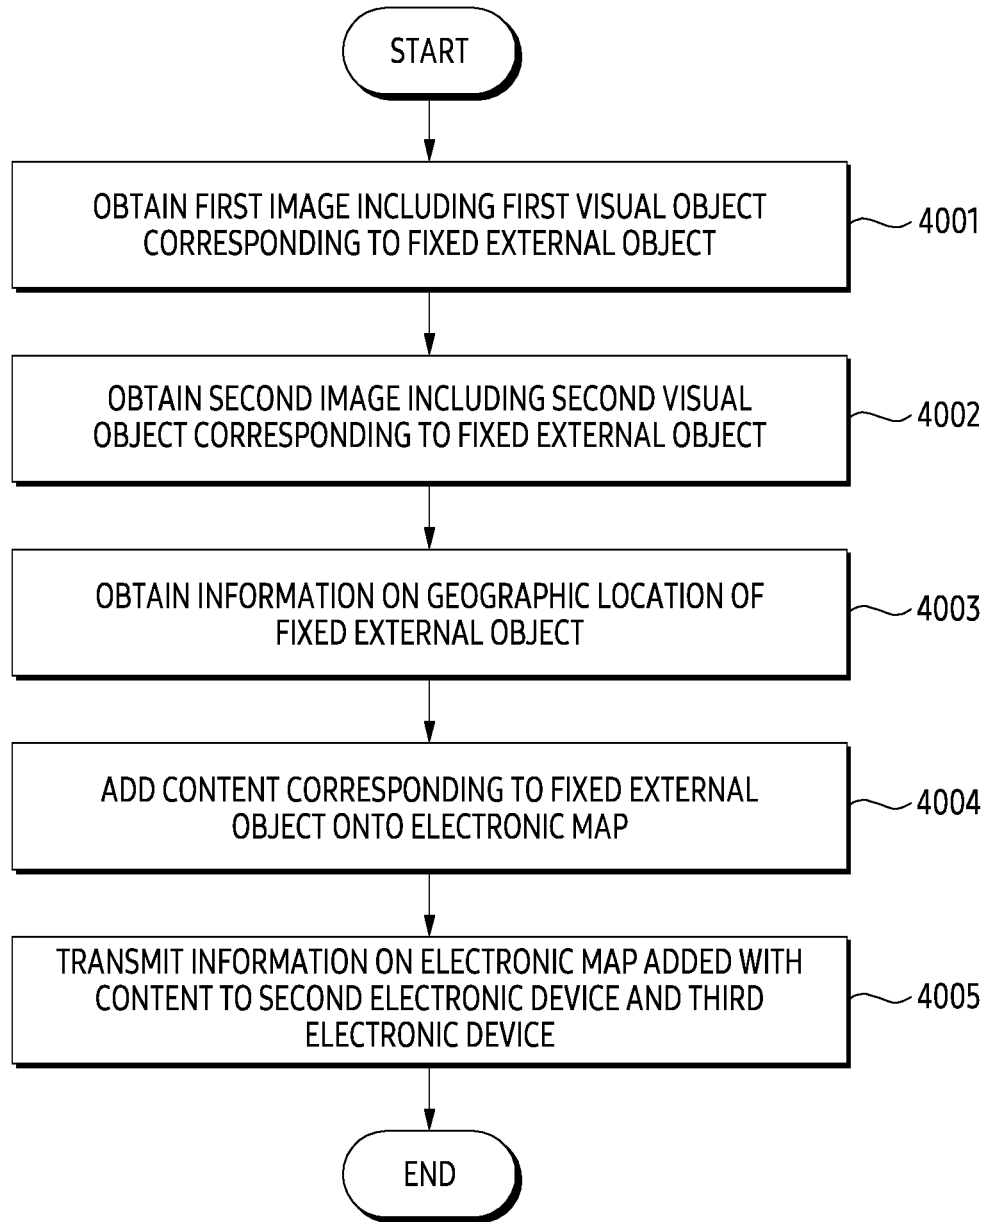 START
OBTAIN FIRST IMAGE INCLUDING FIRST VISUAL OBJECT
CORRESPONDING TO FIXED EXTERNAL OBJECT
4001
OBTAIN SECOND IMAGE INCLUDING SECOND VISUAL
OBJECT CORRESPONDING TO FIXED EXTERNAL OBJECT
4002
OBTAIN INFORMATION ON GEOGRAPHIC LOCATION OF
FIXED EXTERNAL OBJECT
4003
ADD CONTENT CORRESPONDING TO FIXED EXTERNAL
OBJECT ONTO ELECTRONIC MAP
4004
TRANSMIT INFORMATION ON ELECTRONIC MAP ADDED WITH
CONTENT TO SECOND ELECTRONIC DEVICE AND THIRD
ELECTRONIC DEVICE
4005
END